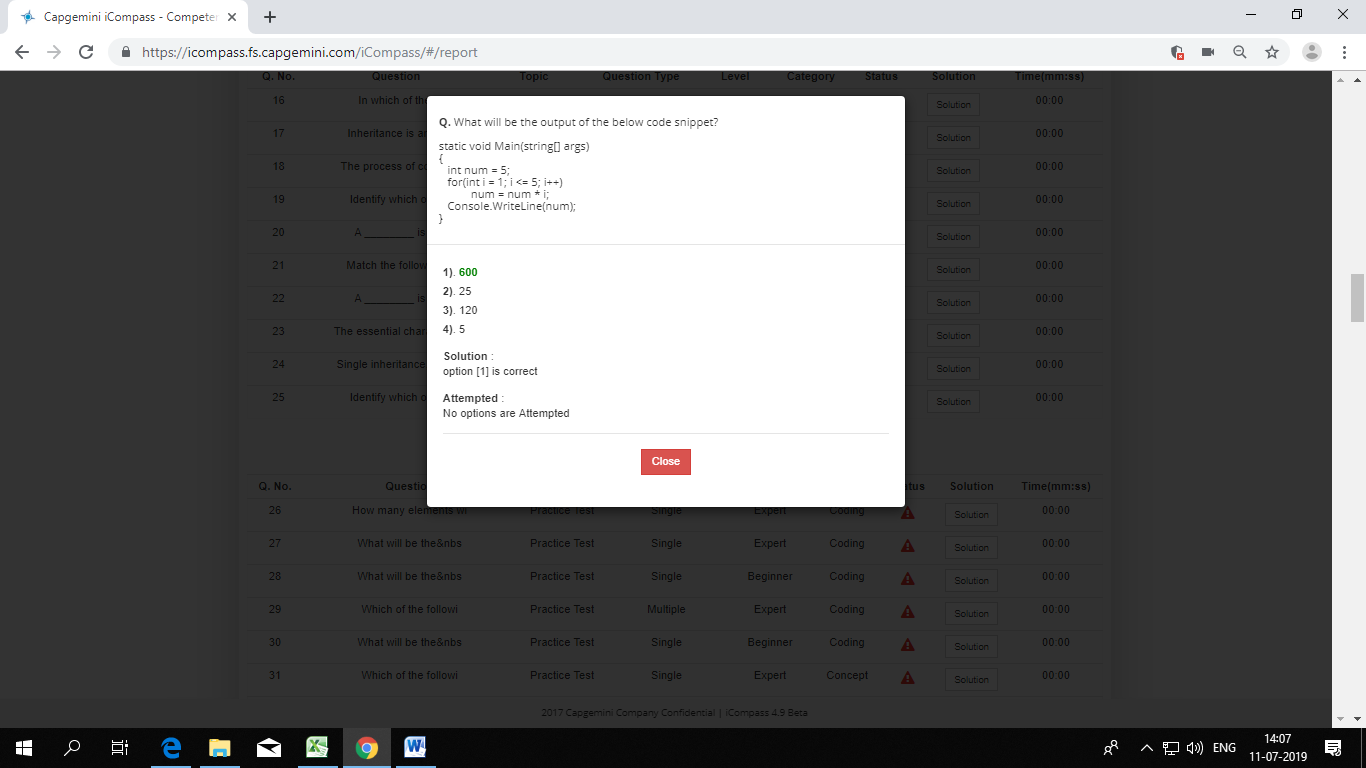 Capgemini iCompass - Competen
https://icompass.fs.capgemini.com/iCompass/#/report
Q. No. Question Topic Question Type Level Category Status Solution Time(mm:ss)
16 In which of th Solution 00:00
17 Inheritance is a Solution 00:00
18 The process of c Solution 00:00
19 Identify which Solution 00:00
20 A ________ is Solution 00:00
21 Match the follow Solution 00:00
22 A ________ is Solution 00:00
23 The essential char Solution 00:00
24 Single inheritance Solution 00:00
25 Identify which Solution 00:00
Q. What will be the output of the below code snippet?
static void Main(string[] args)
{
int num = 5;
for(int i = 1; i <= 5; i++)
num = num * i;
Console.WriteLine(num);
}
1). 600
2). 25
3). 120
4). 5
Solution :
option [1] is correct
Attempted :
No options are Attempted
Close
Q. No. Questio tus Solution Time(mm:ss)
26 How many elements wi Practice Test Single Expert Coding Solution 00:00
27 What will be the&nbs Practice Test Single Expert Coding Solution 00:00
28 What will be the&nbs Practice Test Single Beginner Coding Solution 00:00
29 Which of the followi Practice Test Multiple Expert Coding Solution 00:00
30 What will be the&nbs Practice Test Single Beginner Coding Solution 00:00
31 Which of the followi Practice Test Single Expert Concept Solution 00:00
2017 Capgemini Company Confidential | iCompass 4.9 Beta
ENG
14:07
11-07-2019